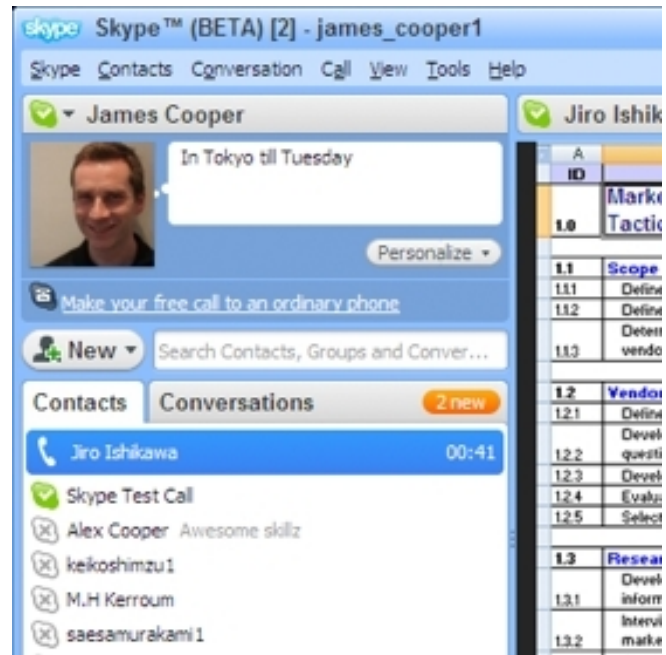 skype Skype™ (BETA) [2] - james_cooper1
Skype Contacts Conversation Call View Tools Help
James Cooper
In Tokyo till Tuesday
Personalize
Make your free call to an ordinary phone
New
Search Contacts, Groups and Conver...
Contacts Conversations 2 new
Jiro Ishikawa 00:41
Skype Test Call
Alex Cooper Awesome skillz
keikoshimzu1
M.H Kerroum
saesamurakami1
Jiro Ishik
A
ID
Marke
1.0 Tactic
1.1 Scope
1.1.1 Define
1.1.2 Define
Deterr
1.1.3 vendo
1.2 Vendor
1.2.1 Define
Devel
1.2.2 questi
1.2.3 Devel
1.2.4 Evalu
1.2.5 Select
1.3 Resear
Devel
1.3.1 inform
Intervi
1.3.2 marke